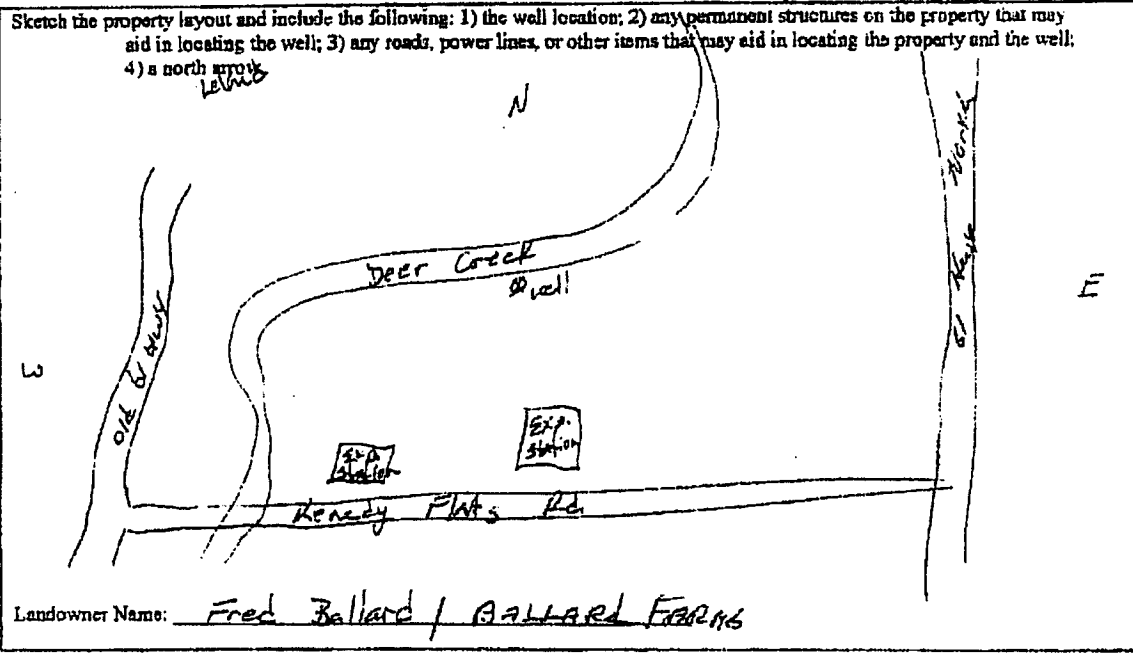 Sketch the property layout and include the following: 1) the well location; 2) any permanent structures on the property that may
aid in locating the well; 3) any roads, power lines, or other items that may aid in locating the property and the well;
4) a north arrow
N
Deer Creek
well
E
W
Old 61 Hwy
61 Hwy North
Exp.
Station
Exp
Station
Kenedy Flats Rd
Landowner Name: Fred Ballard / BALLARd FARMS